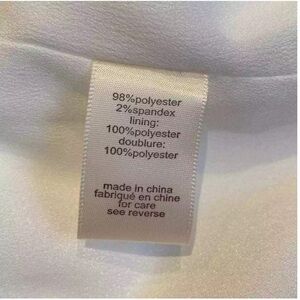 98%polyester
2%spandex
lining:
100%polyester
doublure:
100%polyester
made in china
fabriqué en chine
for care
see reverse